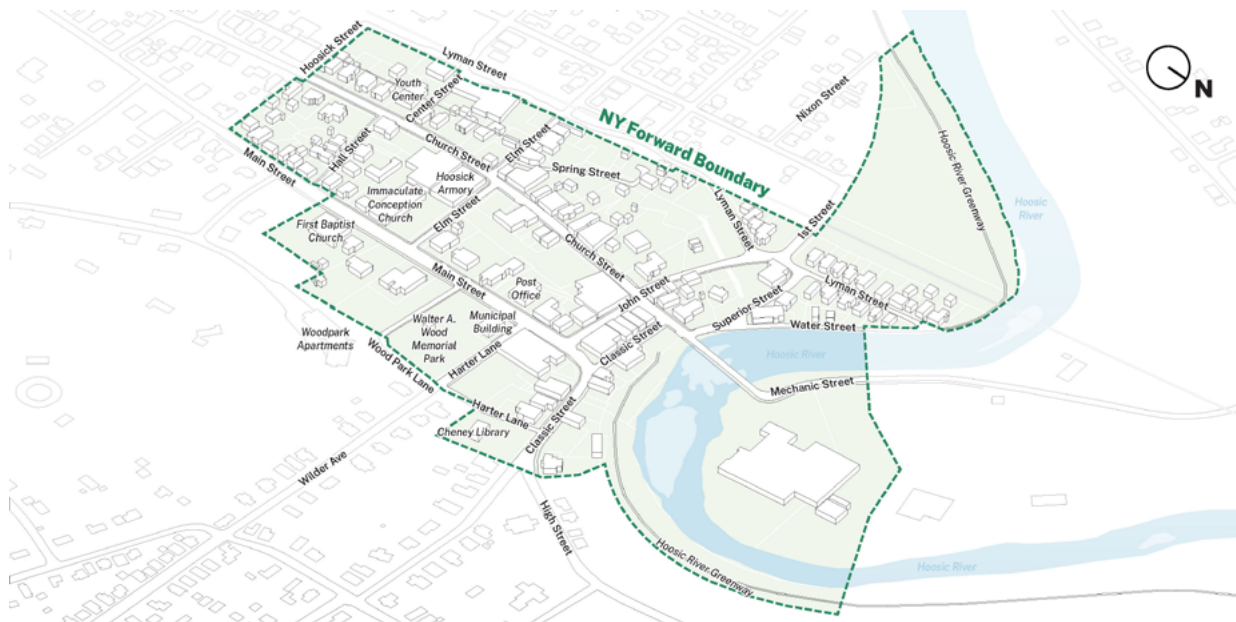 Hoosick Street
Lyman Street
Youth
Center
Center Street
Nixon Street
N
NY Forward Boundary
Hall Street
Main Street
Church Street
Elm Street
Spring Street
Hoosick
Armory
Immaculate
Conception
Church
Elm Street
First Baptist
Church
Lyman Street
1st Street
Hoosic River Greenway
Hoosic
River
Main Street
Church Street
Post
Office
John Street
Lyman Street
Superior Street
Water Street
Municipal
Building
Walter A.
Wood
Memorial
Park
Woodpark
Apartments
Classic Street
Hoosic River
Harter Lane
Wood Park Lane
Mechanic Street
Harter Lane
Classic Street
Cheney Library
Wilder Ave
High Street
Hoosic River Greenway
Hoosic River